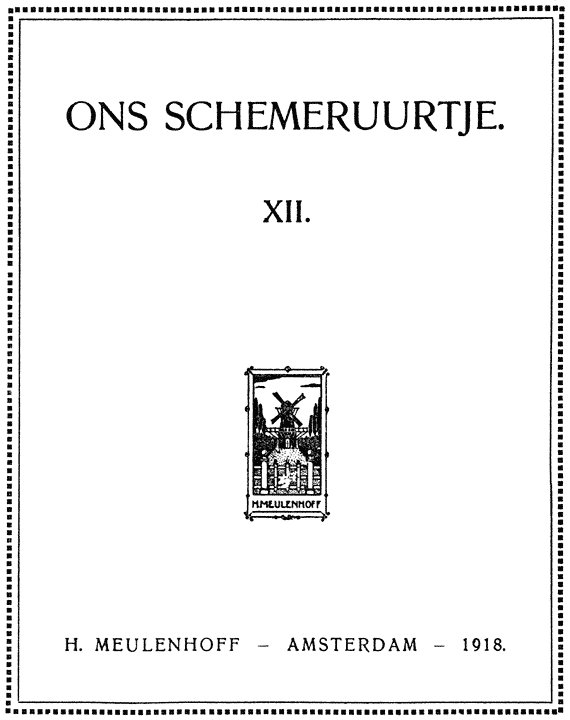 ONS SCHEMERUURTJE.
XII.
H. MEULENHOFF
H. MEULENHOFF – AMSTERDAM – 1918.